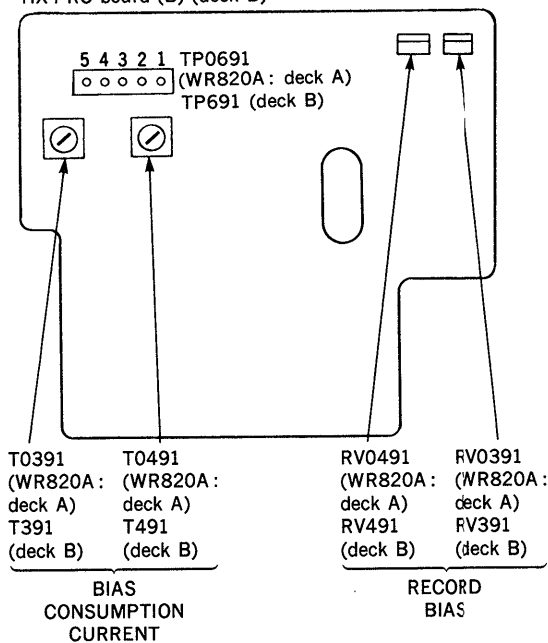 HX PRO board (B) (deck B)
5 4 3 2 1 TP0691
(WR820A: deck A)
TP691 (deck B)
T0391
(WR820A:
deck A)
T391
(deck B)
T0491
(WR820A:
deck A)
T491
(deck B)
BIAS
CONSUMPTION
CURRENT
RV0491
(WR820A:
deck A)
RV491
(deck B)
RV0391
(WR820A:
deck A)
RV391
(deck B)
RECORD
BIAS